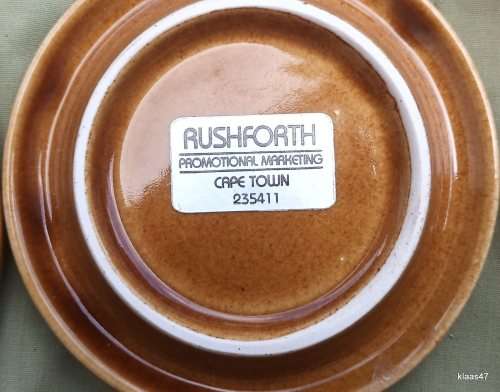 RUSHFORTH
PROMOTIONAL MARKETING
CAPE TOWN
235411
klaas47